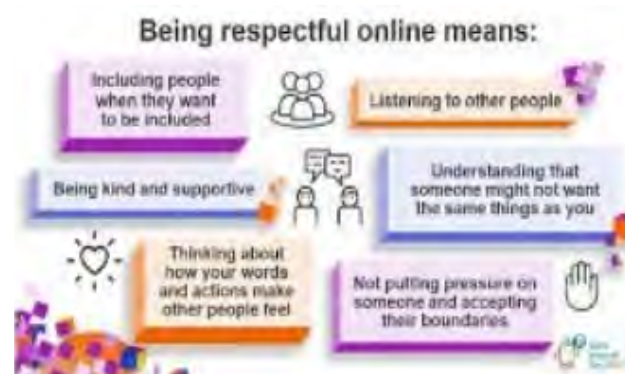 Being respectful online means:
Including people
when they want
to be included
Listening to other people
Being kind and supportive
Understanding that
someone might not want
the same things as you
Thinking about
how your words
and actions make
other people feel
Not putting pressure on
someone and accepting
their boundaries